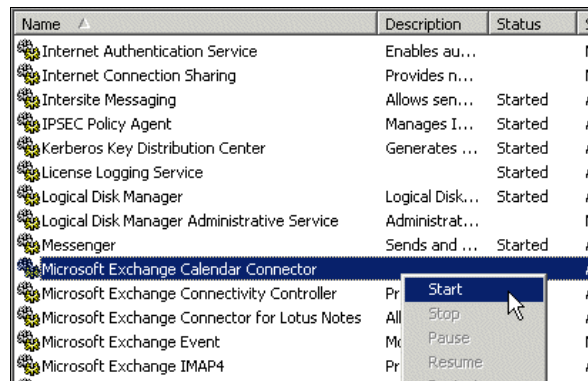 Name Description Status
Internet Authentication Service Enables au...
Internet Connection Sharing Provides n...
Intersite Messaging Allows sen... Started
IPSEC Policy Agent Manages I... Started
Kerberos Key Distribution Center Generates ... Started
License Logging Service Started
Logical Disk Manager Logical Disk... Started
Logical Disk Manager Administrative Service Administrat...
Messenger Sends and ... Started
Microsoft Exchange Calendar Connector
Microsoft Exchange Connectivity Controller Pr Start
Microsoft Exchange Connector for Lotus Notes All Stop
Microsoft Exchange Event Mo Pause
Microsoft Exchange IMAP4 Pr Resume